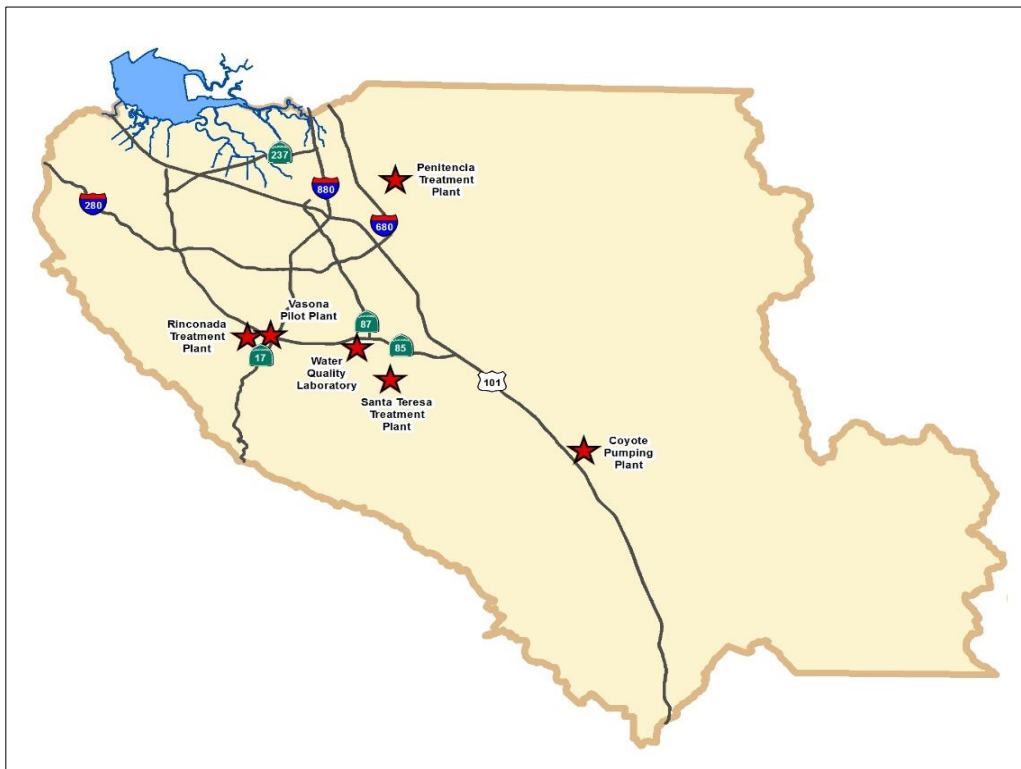 237
Penitencia
Treatment
Plant
880
280
680
Vasona
Pilot Plant
Rinconada
Treatment
Plant
87
17
85
Water
Quality
Laboratory
101
Santa Teresa
Treatment
Plant
Coyote
Pumping
Plant